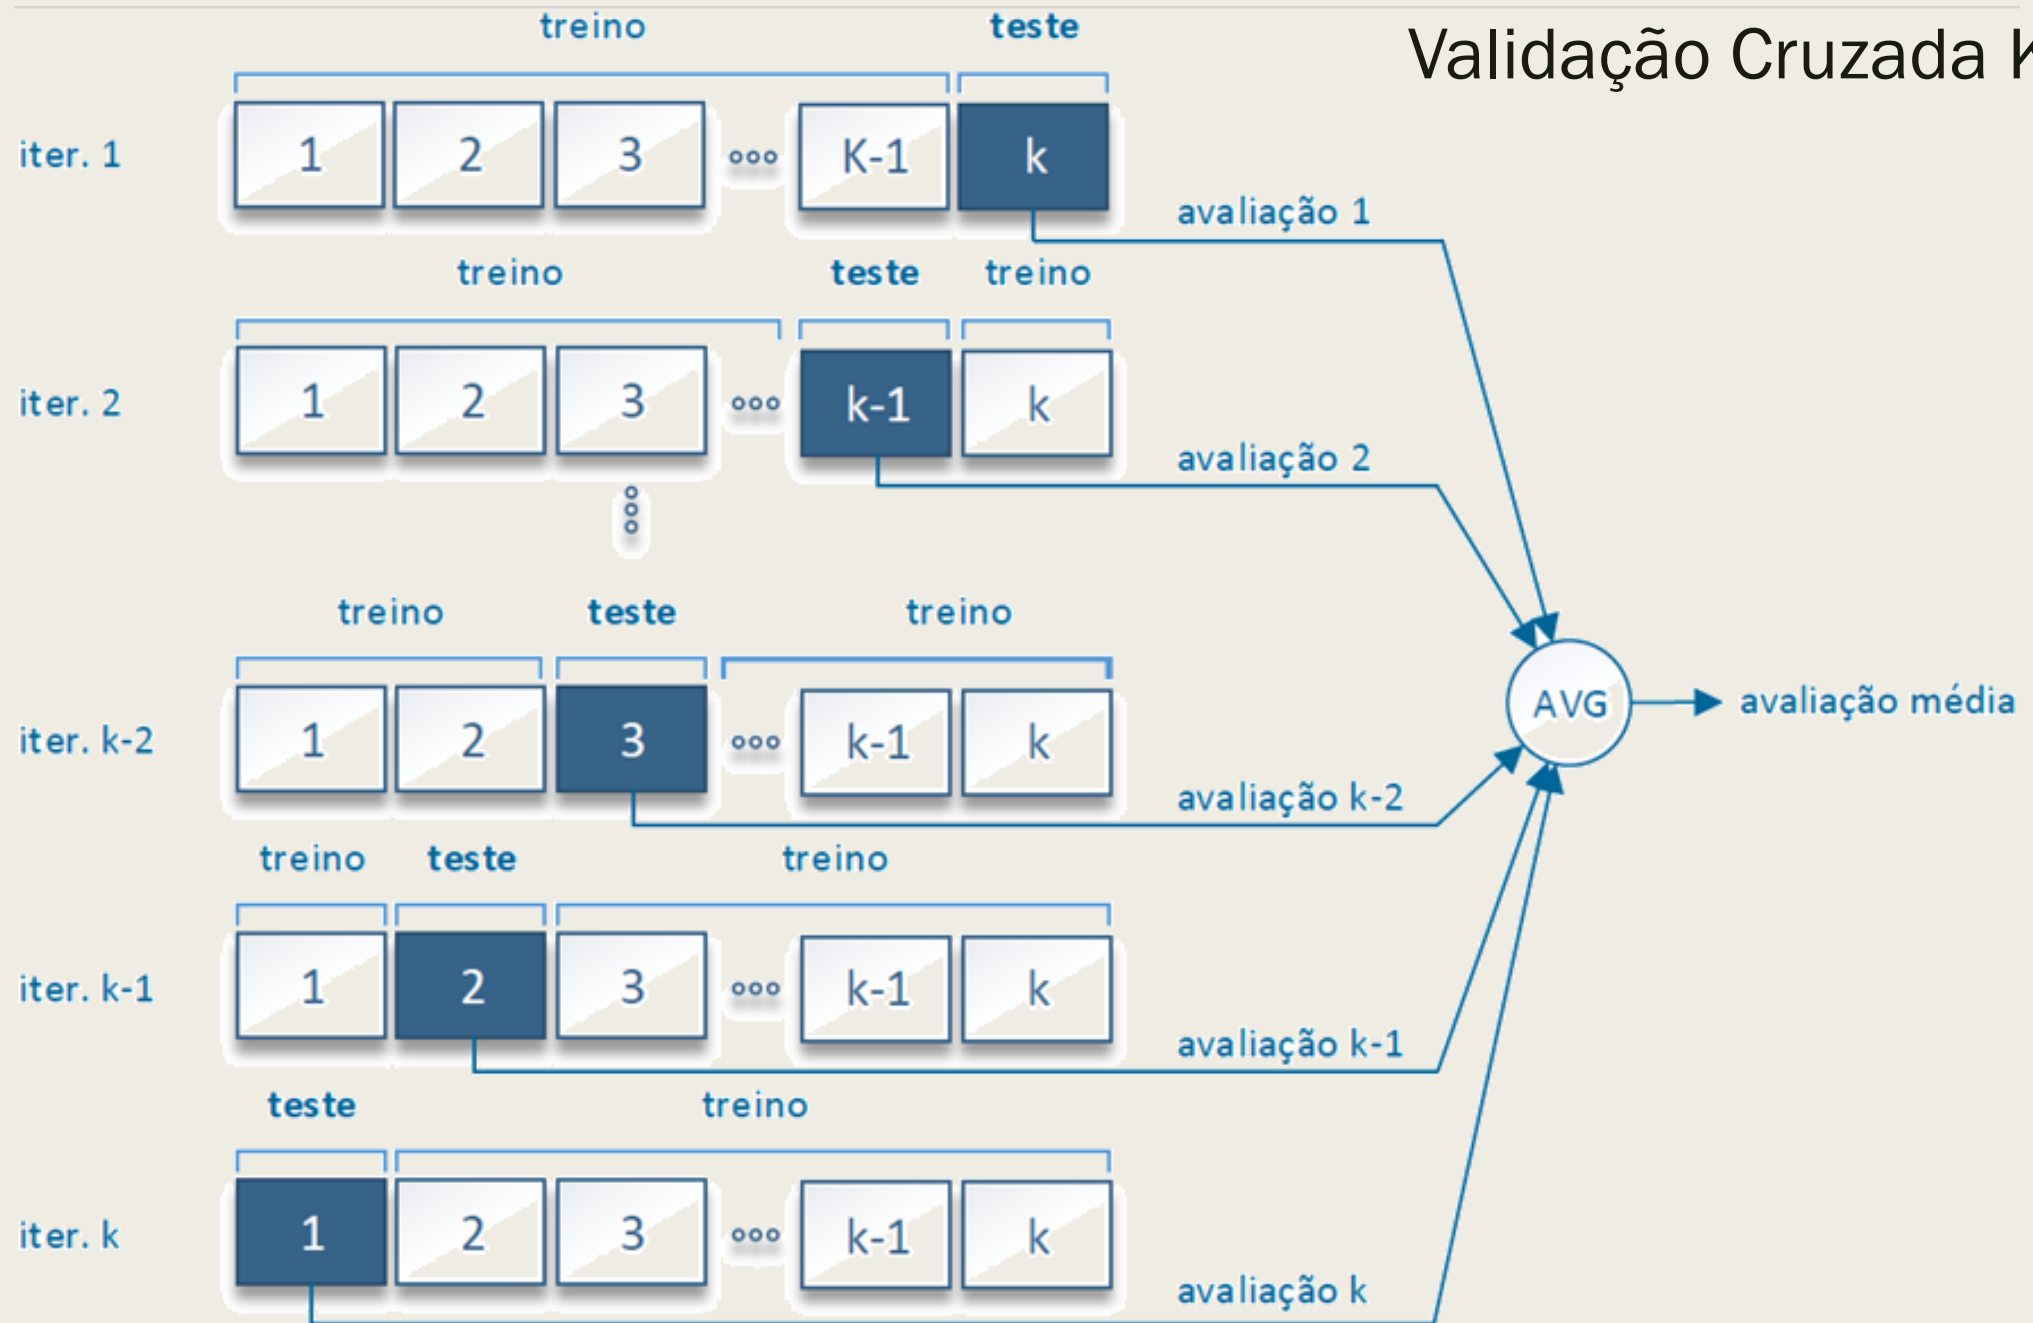 Validação Cruzada K
treino teste
iter. 1 1 2 3 K-1 k
avaliação 1
treino teste treino
iter. 2 1 2 3 k-1 k
avaliação 2
treino teste treino
iter. k-2 1 2 3 k-1 k
AVG avaliação média
avaliação k-2
treino teste treino
iter. k-1 1 2 3 k-1 k
avaliação k-1
teste treino
iter. k 1 2 3 k-1 k
avaliação k